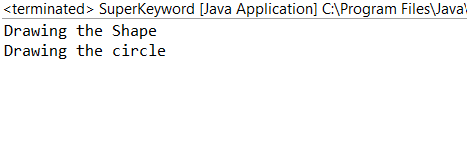 <terminated> SuperKeyword [Java Application] C:\Program Files\Java\
Drawing the Shape
Drawing the circle